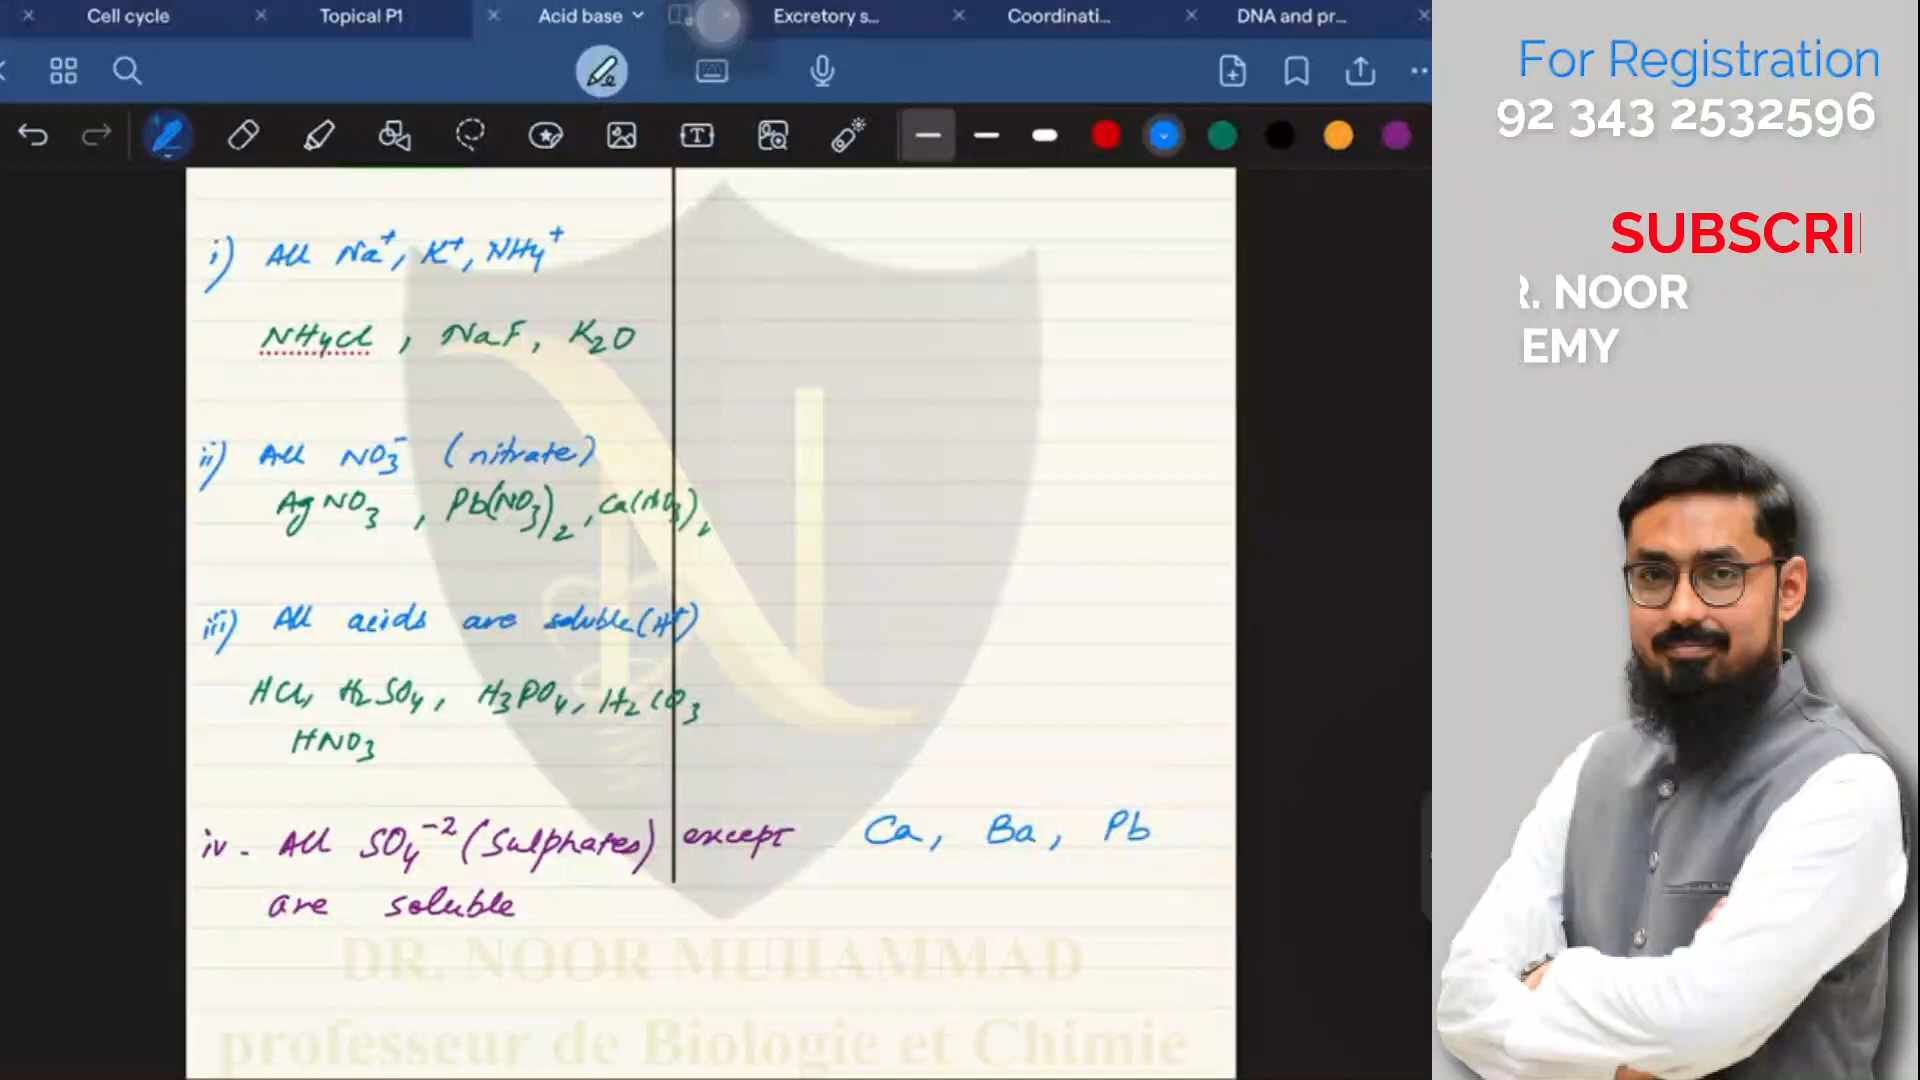 Cell cycle
Topical P1
Acid base
Excretory s...
Coordinati...
DNA and pr...
For Registration
92 343 2532596
SUBSCRI
R. NOOR
EMY
i) All Na⁺, K⁺, NH₄⁺
NH₄Cl, NaF, K₂O
ii) All NO₃⁻ (nitrate)
AgNO₃, Pb(NO₃)₂, Ca(NO₃)₂
iii) All acids are soluble (H⁺)
HCl, H₂SO₄, H₃PO₄, H₂CO₃
HNO₃
iv. All SO₄⁻² (Sulphates) except Ca, Ba, Pb
are soluble
DR. NOOR MUHAMMAD
professeur de Biologie et Chimie